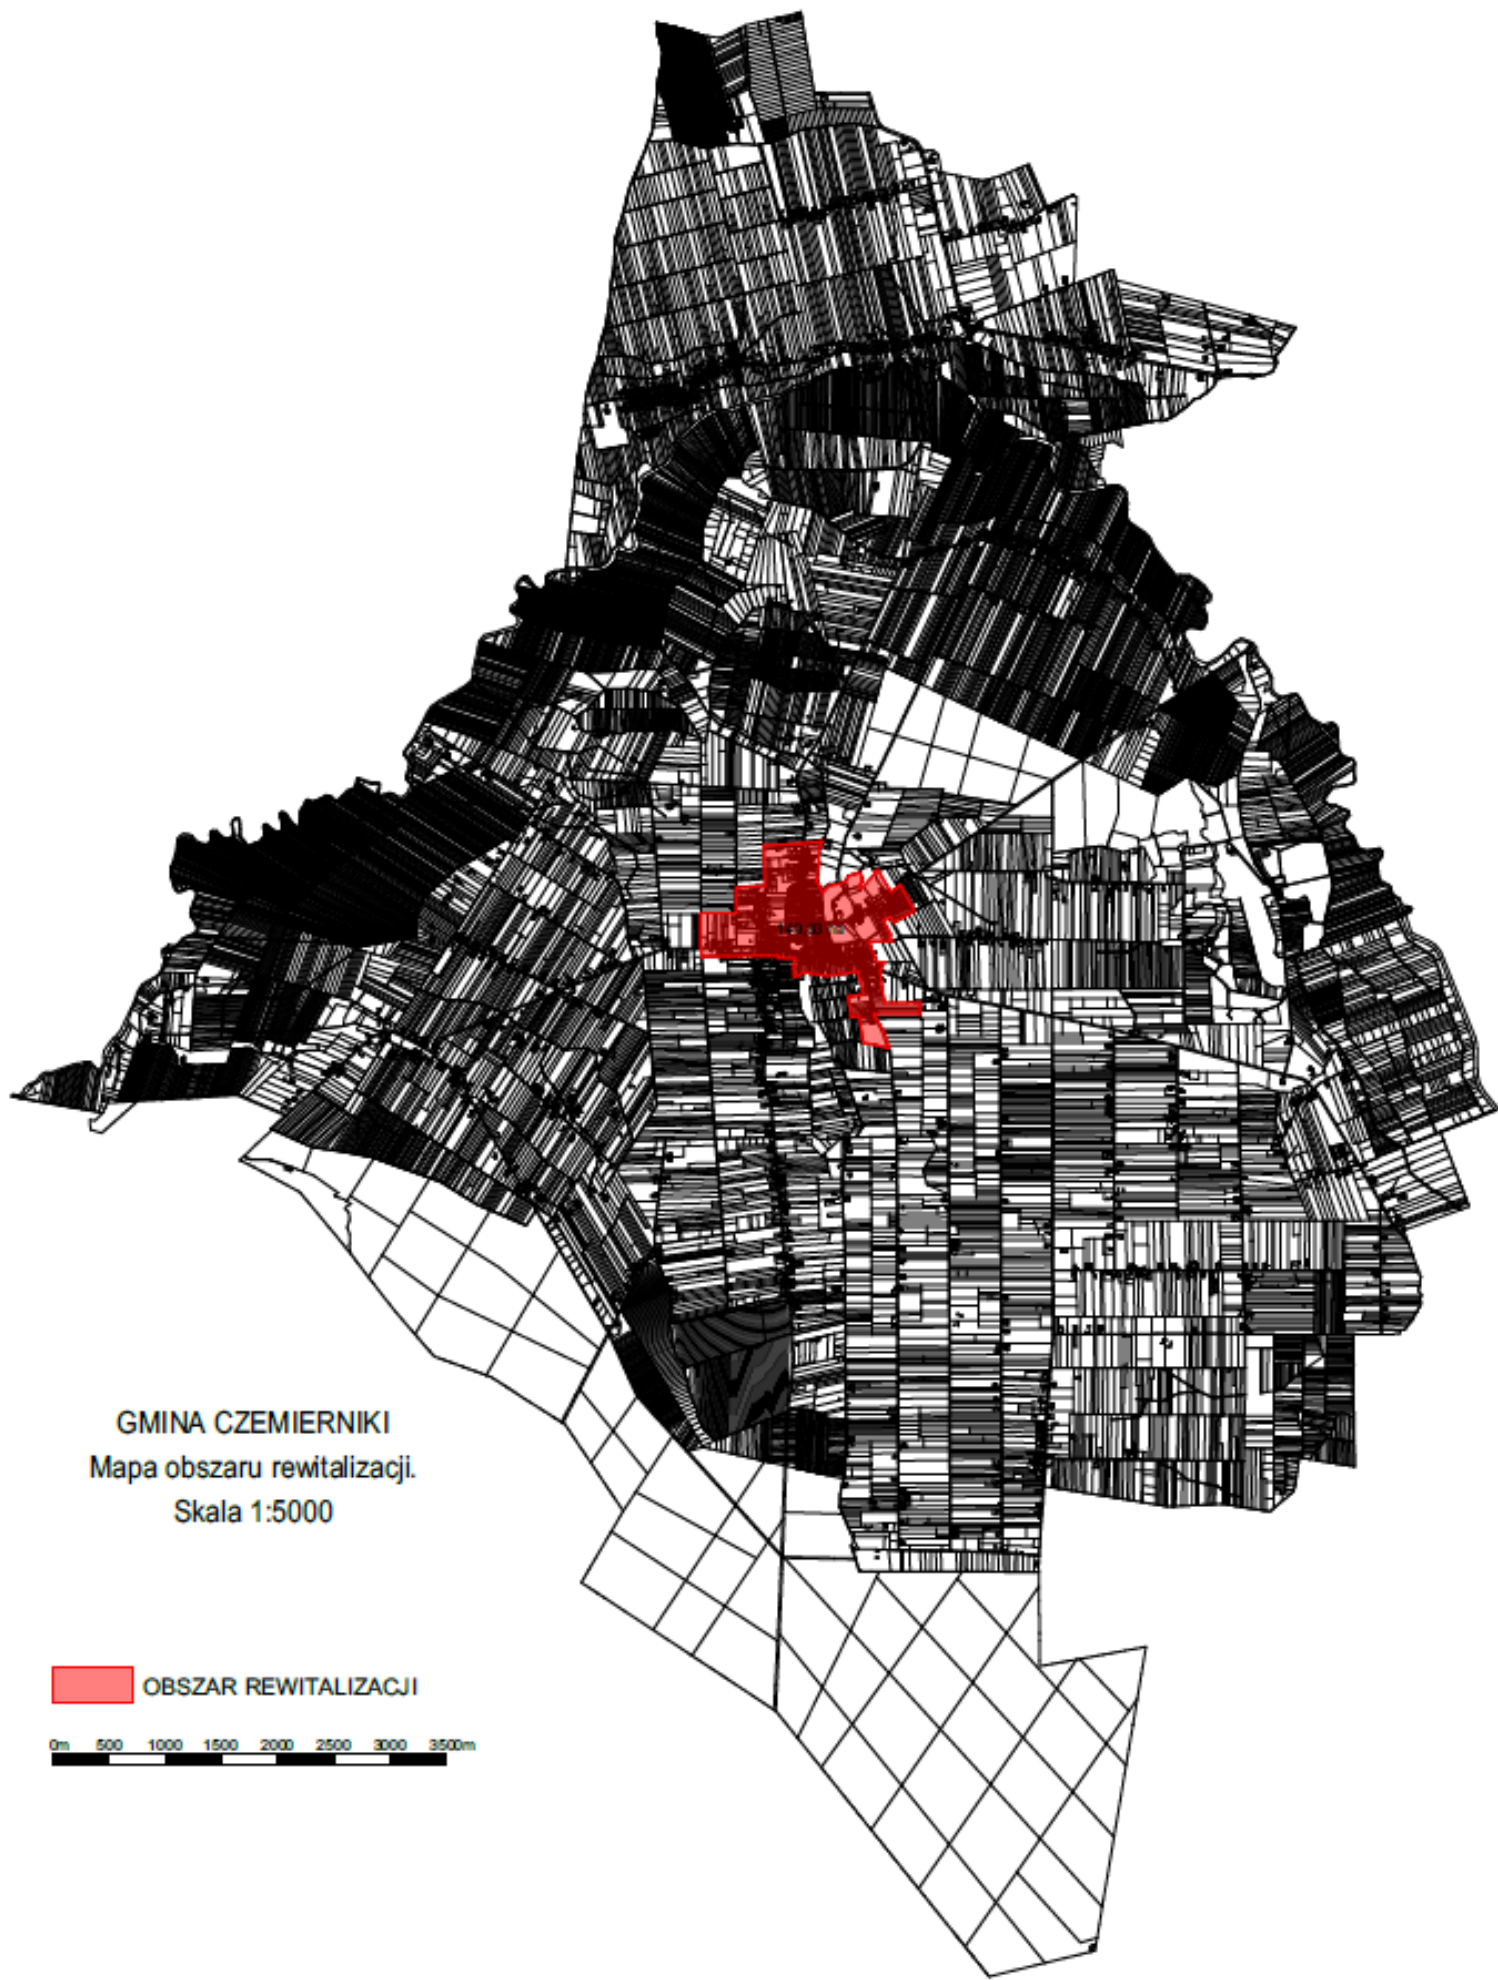 GMINA CZEMIERNIKI
Mapa obszaru rewitalizacji.
Skala 1:5000
OBSZAR REWITALIZACJI
0m 500 1000 1500 2000 2500 3000 3500m